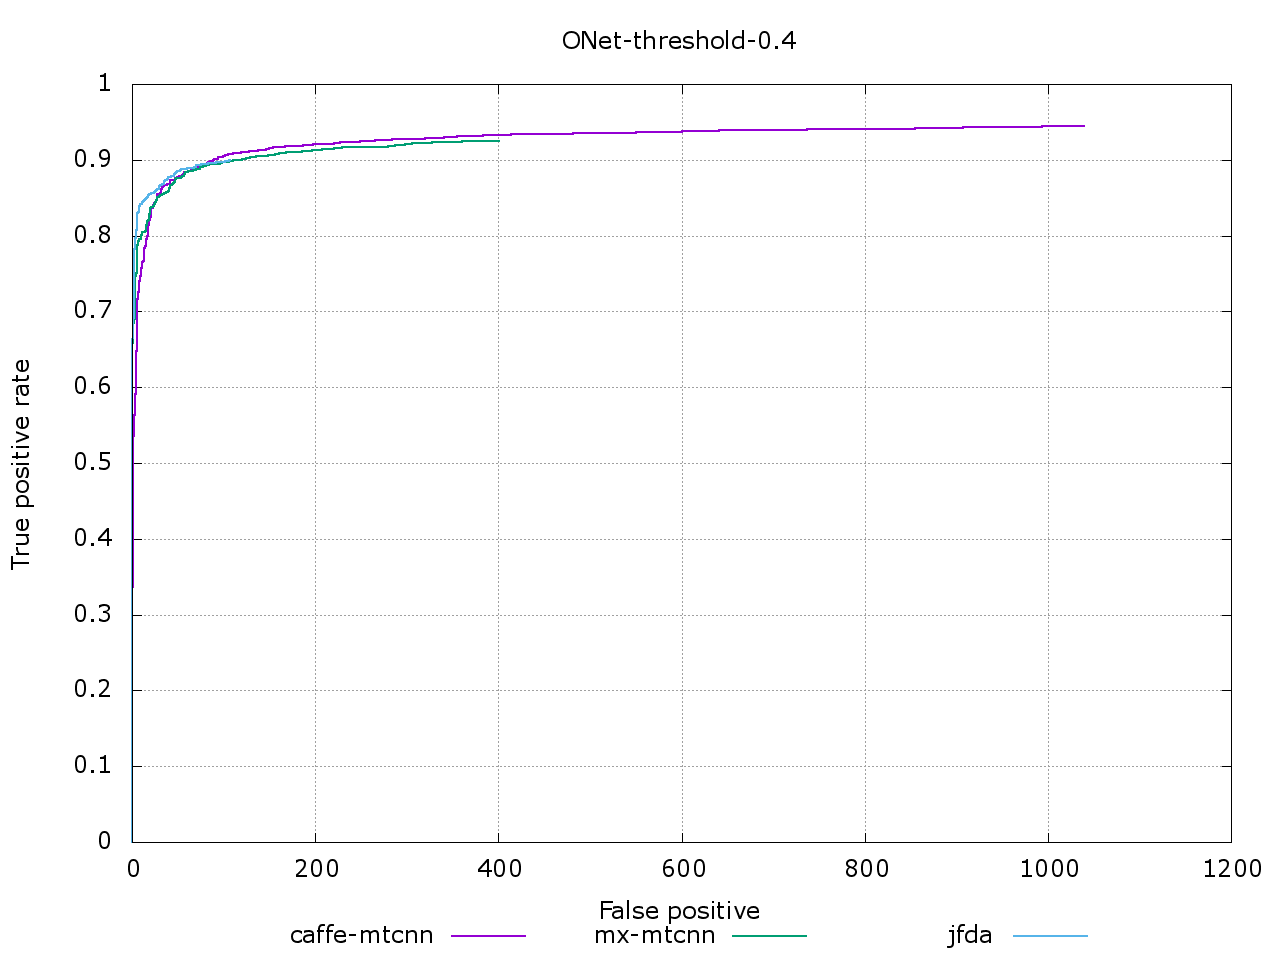 ONet-threshold-0.4
1
0.9
0.8
0.7
0.6
0.5
0.4
0.3
0.2
0.1
0
True positive rate
0 200 400 600 800 1000 1200
False positive
caffe-mtcnn mx-mtcnn jfda